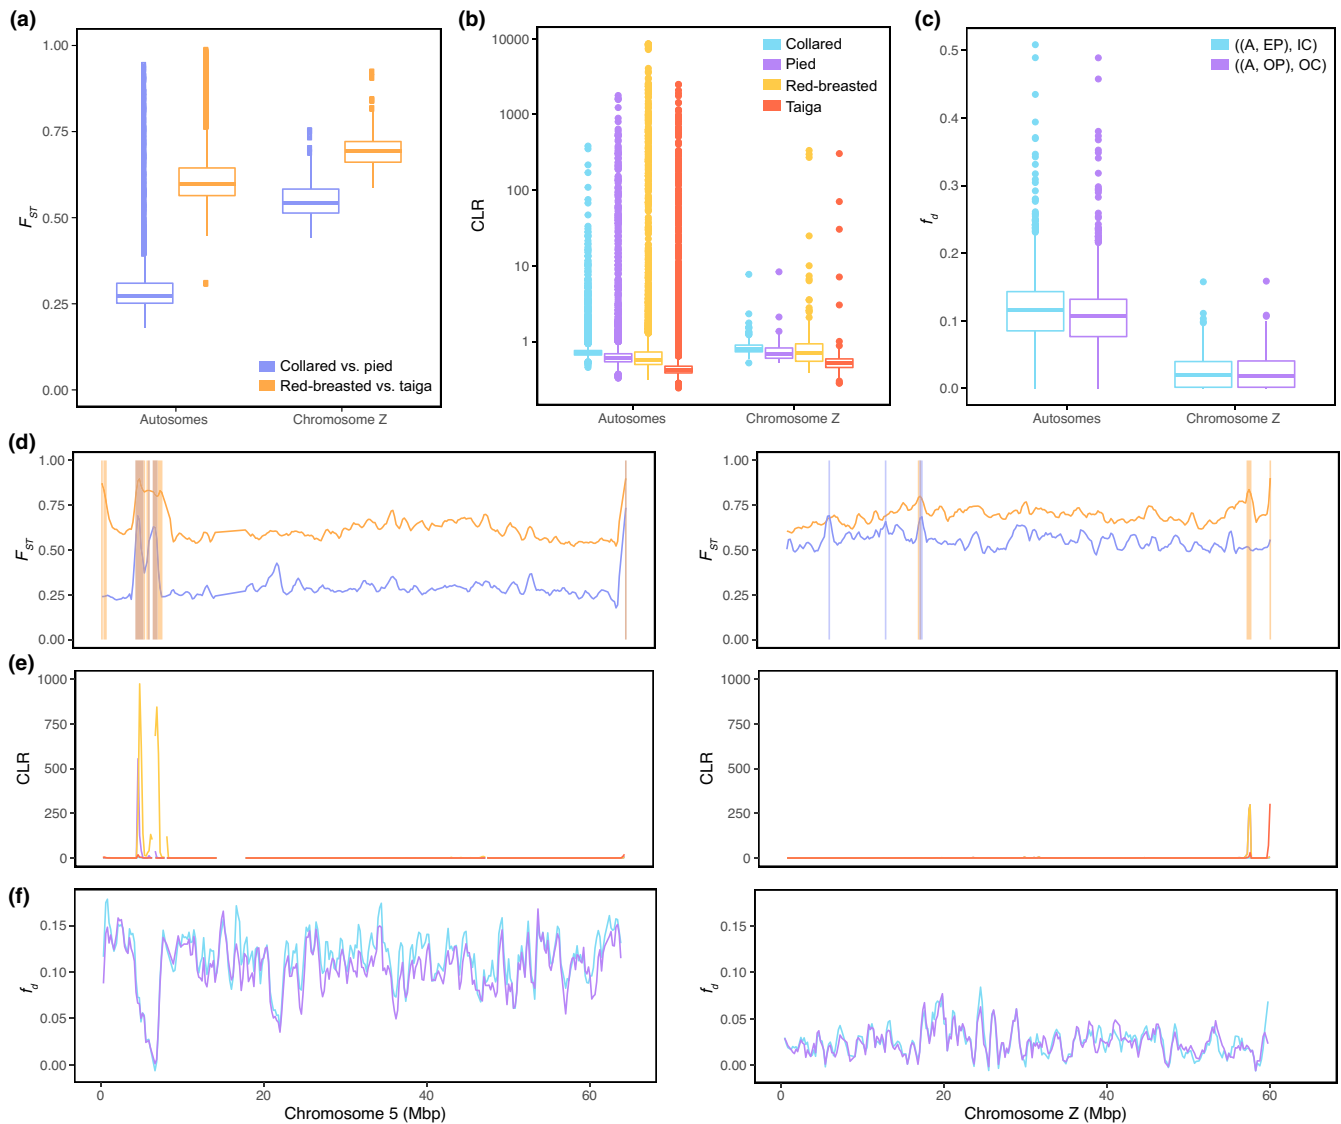 (a)
1.00
0.75
0.50
0.25
0.00
F_ST
Collared vs. pied
Red-breasted vs. taiga
Autosomes
Chromosome Z
(b)
10000
1000
100
10
1
CLR
Collared
Pied
Red-breasted
Taiga
Autosomes
Chromosome Z
(c)
0.5
0.4
0.3
0.2
0.1
0.0
f_d
((A, EP), IC)
((A, OP), OC)
Autosomes
Chromosome Z
(d)
1.00
0.75
0.50
0.25
0.00
F_ST
1.00
0.75
0.50
0.25
0.00
F_ST
(e)
1000
750
500
250
0
CLR
1000
750
500
250
0
CLR
(f)
0.15
0.10
0.05
0.00
f_d
0
20
40
60
Chromosome 5 (Mbp)
0.15
0.10
0.05
0.00
f_d
0
20
40
60
Chromosome Z (Mbp)